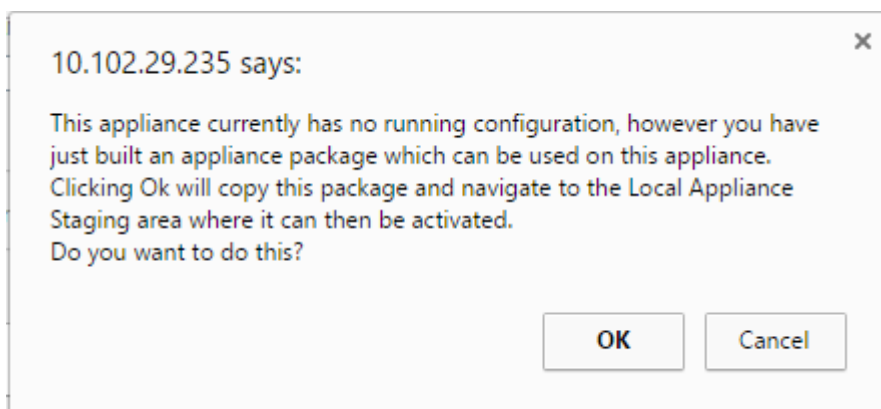 10.102.29.235 says:
This appliance currently has no running configuration, however you have
just built an appliance package which can be used on this appliance.
Clicking Ok will copy this package and navigate to the Local Appliance
Staging area where it can then be activated.
Do you want to do this?
OK
Cancel